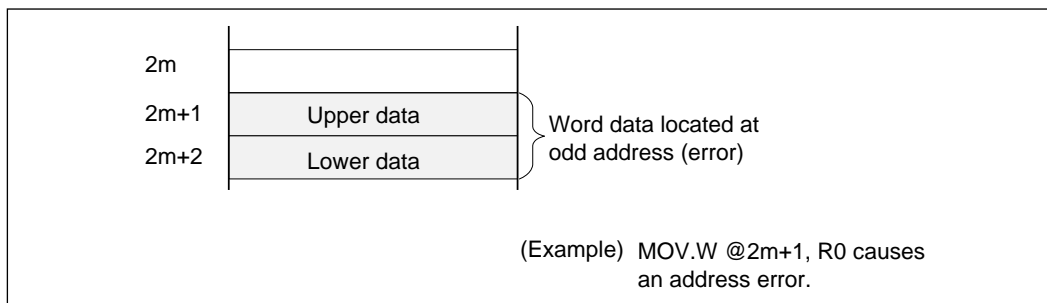 2m
2m+1 Upper data
2m+2 Lower data
Word data located at
odd address (error)
(Example) MOV.W @2m+1, R0 causes
an address error.